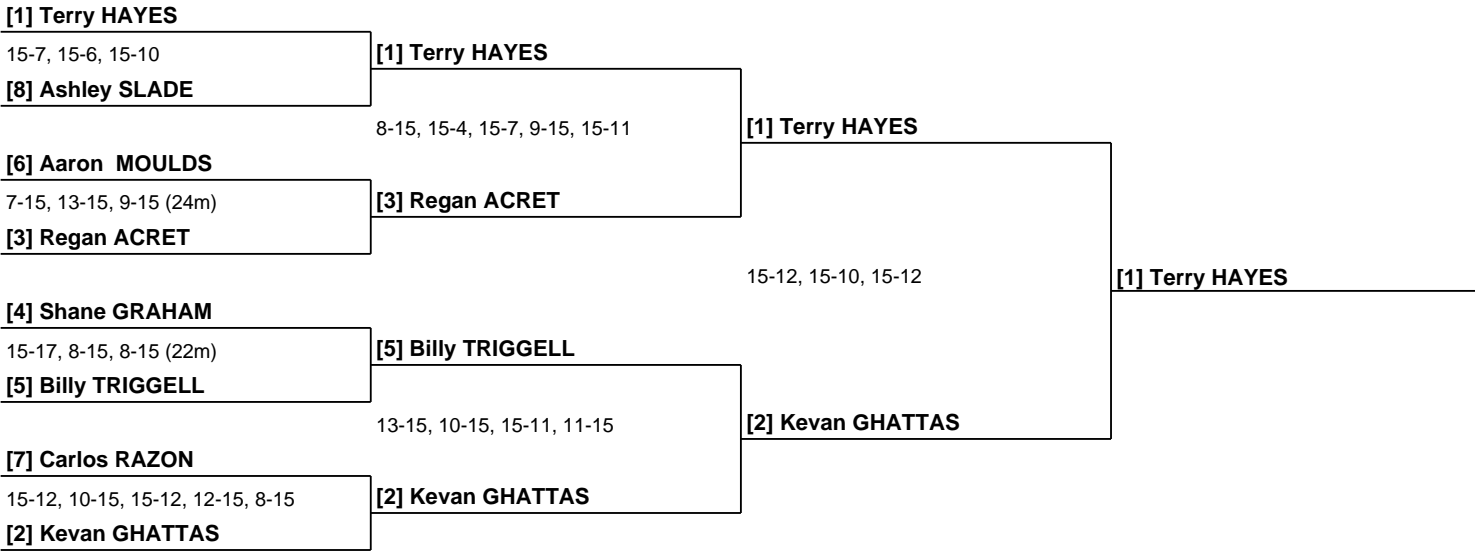 [1] Terry HAYES
15-7, 15-6, 15-10
[8] Ashley SLADE
[1] Terry HAYES
8-15, 15-4, 15-7, 9-15, 15-11
[6] Aaron  MOULDS
7-15, 13-15, 9-15 (24m)
[3] Regan ACRET
[3] Regan ACRET
[1] Terry HAYES
15-12, 15-10, 15-12
[1] Terry HAYES
[4] Shane GRAHAM
15-17, 8-15, 8-15 (22m)
[5] Billy TRIGGELL
[5] Billy TRIGGELL
13-15, 10-15, 15-11, 11-15
[7] Carlos RAZON
15-12, 10-15, 15-12, 12-15, 8-15
[2] Kevan GHATTAS
[2] Kevan GHATTAS
[2] Kevan GHATTAS